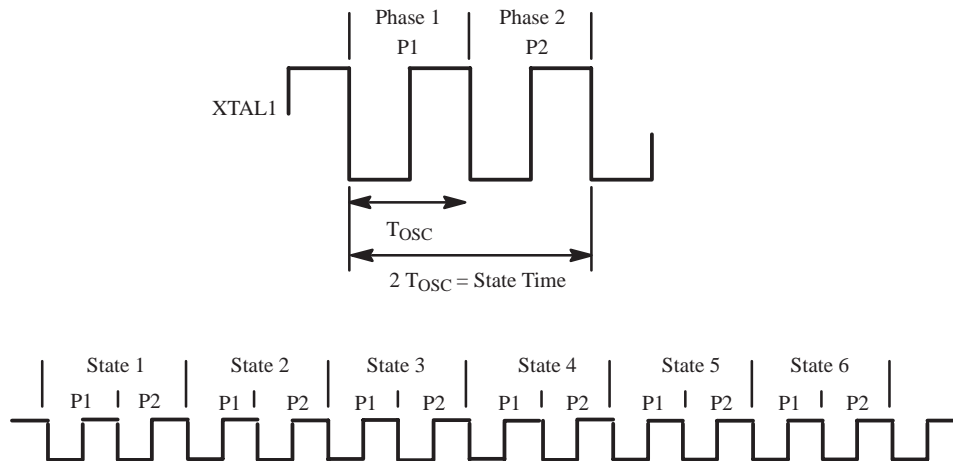 Phase 1 Phase 2
P1 P2
XTAL1
TOSC
2 TOSC = State Time
State 1 State 2 State 3 State 4 State 5 State 6
P1 P2 P1 P2 P1 P2 P1 P2 P1 P2 P1 P2